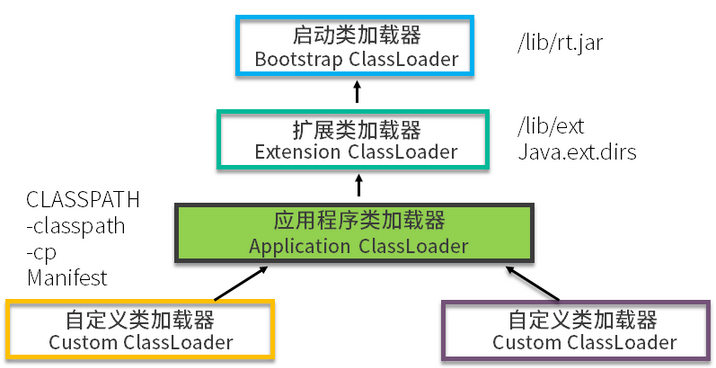 启动类加载器
Bootstrap ClassLoader
/lib/rt.jar
扩展类加载器
Extension ClassLoader
/lib/ext
Java.ext.dirs
CLASSPATH
-classpath
-cp
Manifest
应用程序类加载器
Application ClassLoader
自定义类加载器
Custom ClassLoader
自定义类加载器
Custom ClassLoader